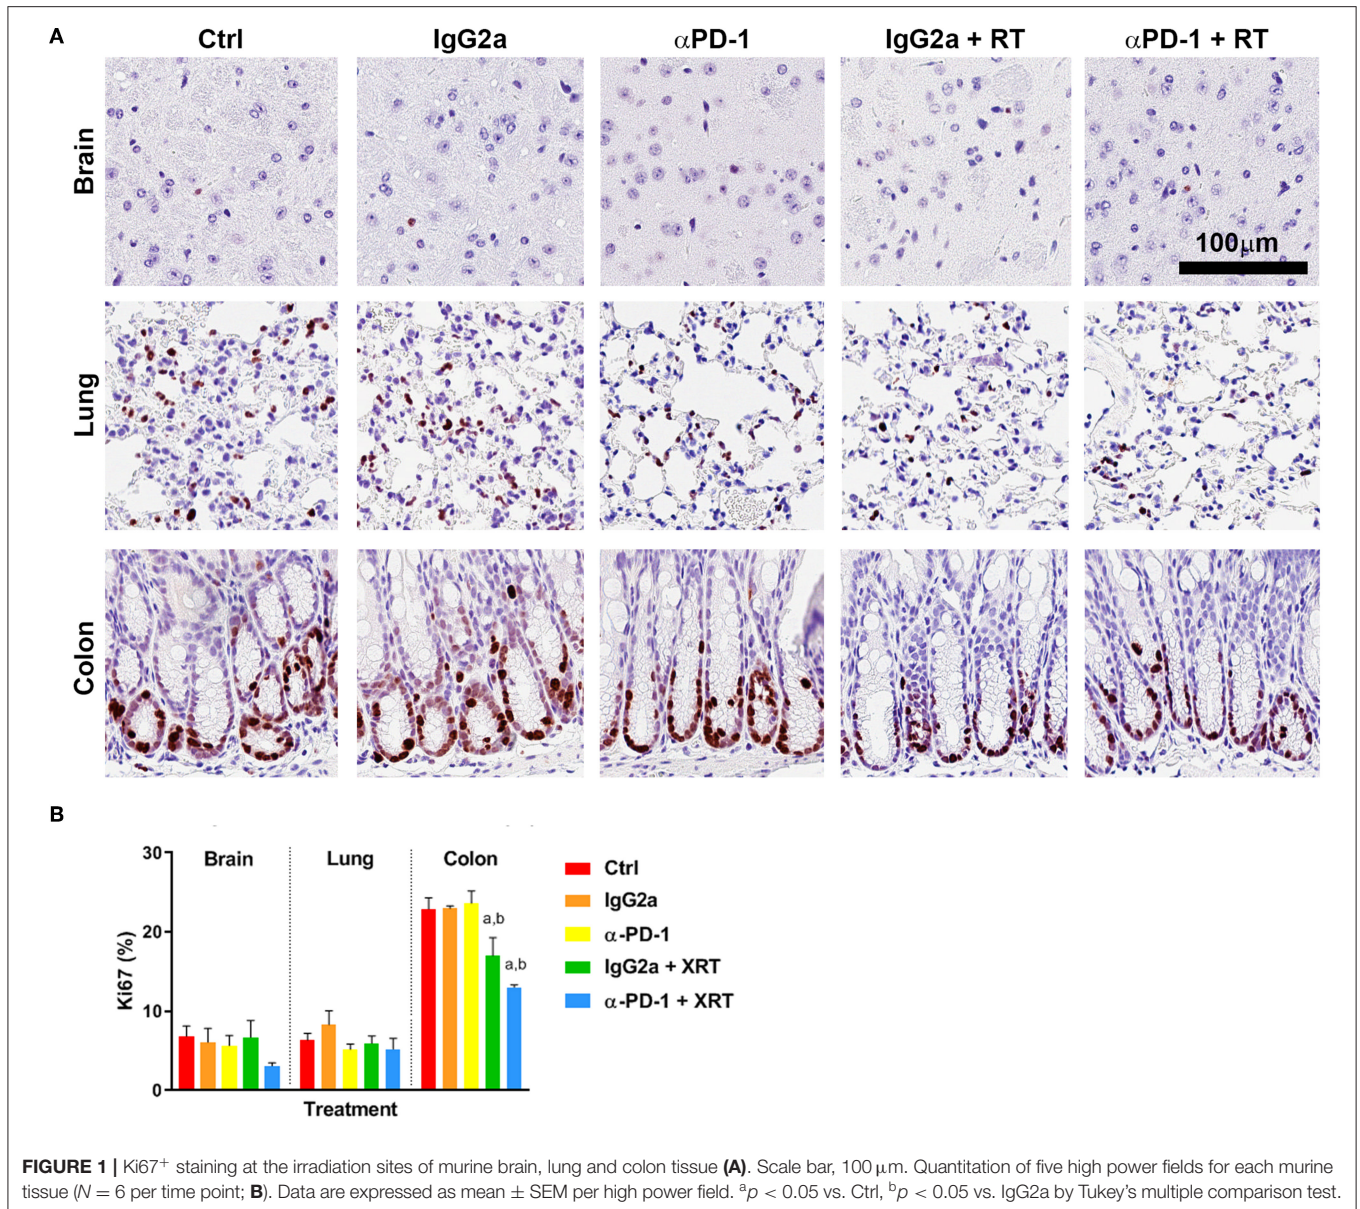 A
Ctrl IgG2a αPD-1 IgG2a + RT αPD-1 + RT
Brain
100μm
Lung
Colon
B
30
20
10
0
Ki67 (%)
Brain Lung Colon
a,b
a,b
Treatment
Ctrl
IgG2a
α-PD-1
IgG2a + XRT
α-PD-1 + XRT
FIGURE 1 | Ki67⁺ staining at the irradiation sites of murine brain, lung and colon tissue (A). Scale bar, 100 μm. Quantitation of five high power fields for each murine
tissue (N = 6 per time point; B). Data are expressed as mean ± SEM per high power field. ᵃp < 0.05 vs. Ctrl, ᵇp < 0.05 vs. IgG2a by Tukey's multiple comparison test.